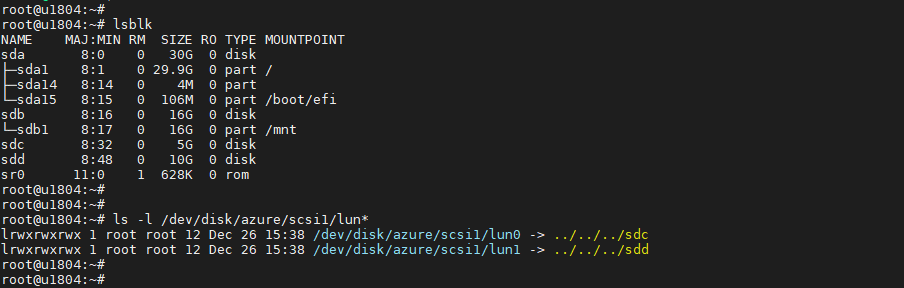 root@u1804:~#
root@u1804:~# lsblk
NAME    MAJ:MIN RM  SIZE RO TYPE MOUNTPOINT
sda       8:0    0   30G  0 disk
├─sda1    8:1    0 29.9G  0 part /
├─sda14   8:14   0    4M  0 part
└─sda15   8:15   0  106M  0 part /boot/efi
sdb       8:16   0   16G  0 disk
└─sdb1    8:17   0   16G  0 part /mnt
sdc       8:32   0    5G  0 disk
sdd       8:48   0   10G  0 disk
sr0      11:0    1  628K  0 rom
root@u1804:~#
root@u1804:~#
root@u1804:~# ls -l /dev/disk/azure/scsi1/lun*
lrwxrwxrwx 1 root root 12 Dec 26 15:38 /dev/disk/azure/scsi1/lun0 -> ../../../sdc
lrwxrwxrwx 1 root root 12 Dec 26 15:38 /dev/disk/azure/scsi1/lun1 -> ../../../sdd
root@u1804:~#
root@u1804:~#